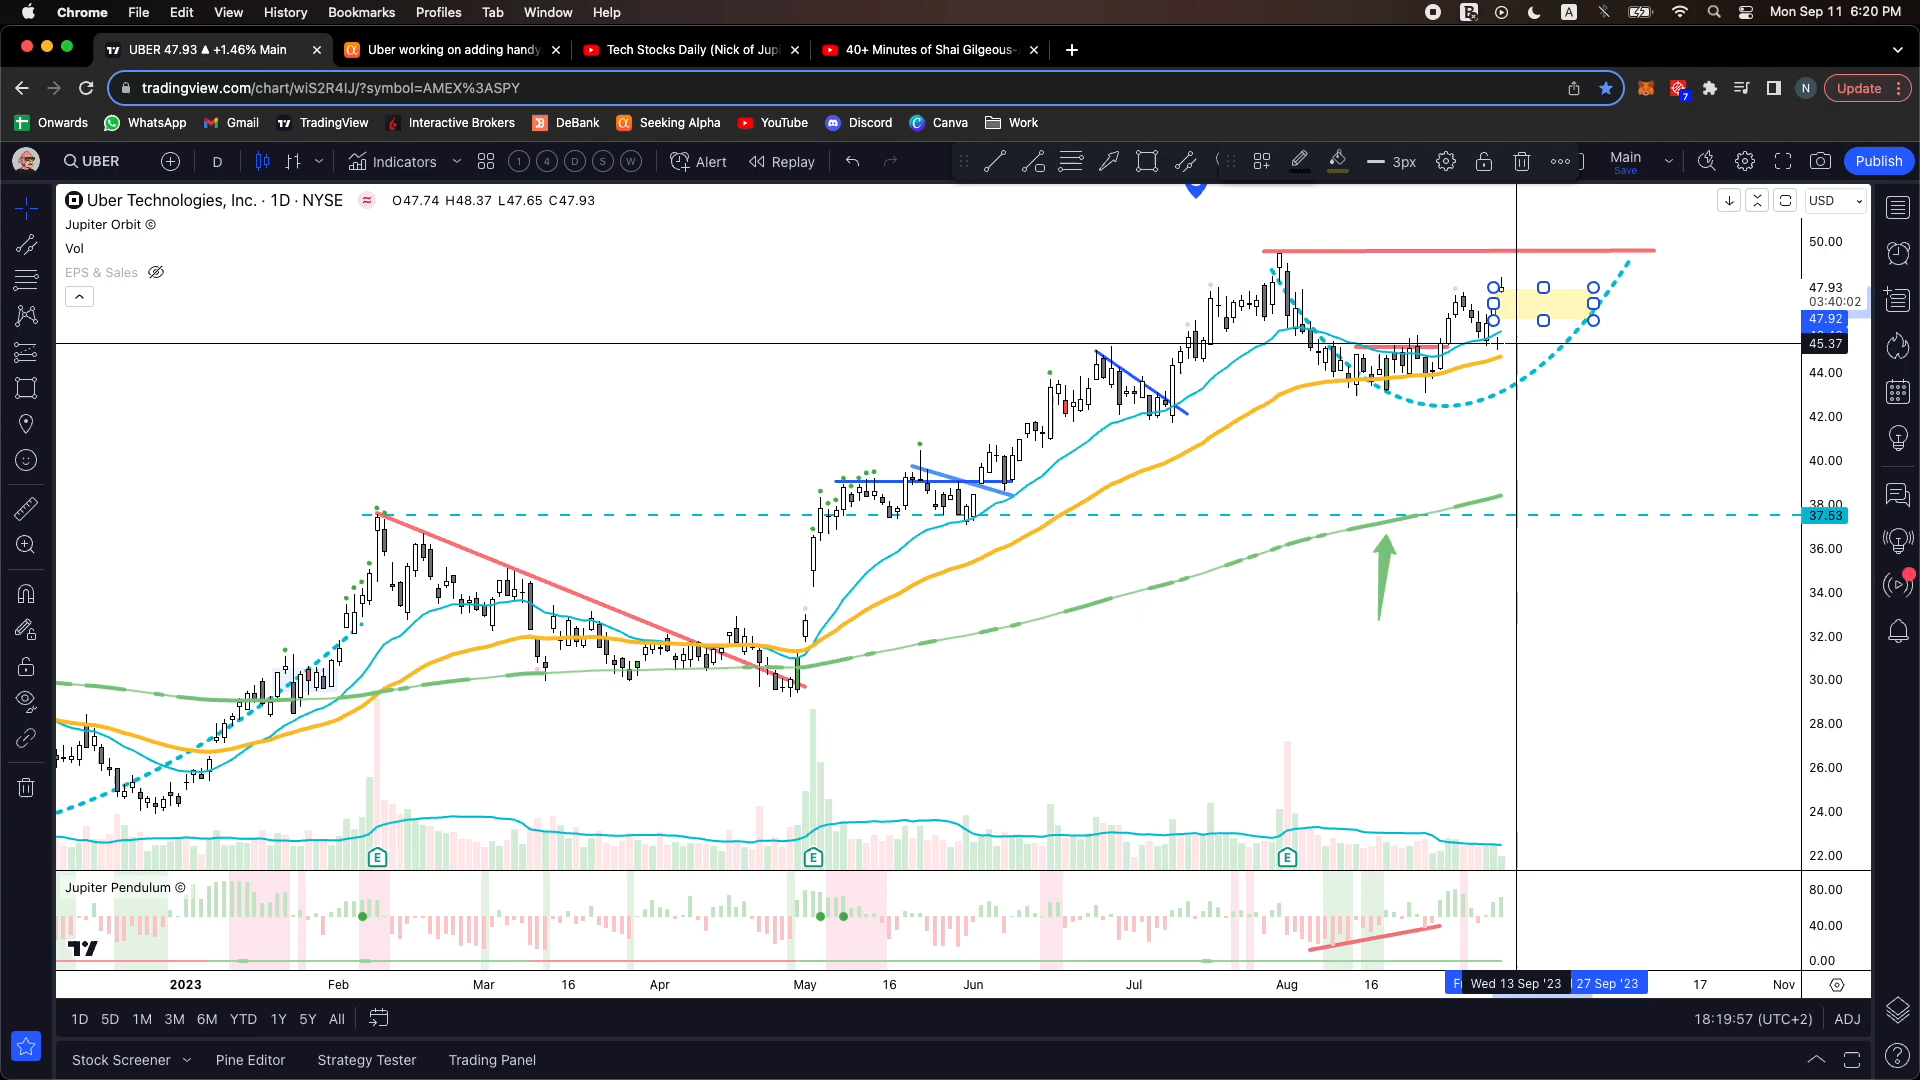 Chrome File Edit View History Bookmarks Profiles Tab Window Help A Mon Sep 11 6:20 PM
UBER 47.93 ▲ +1.46% Main Uber working on adding handy Tech Stocks Daily (Nick of Jupi 40+ Minutes of Shai Gilgeous-
tradingview.com/chart/wiS2R4IJ/?symbol=AMEX%3ASPY 7 N Update
Onwards WhatsApp Gmail TradingView Interactive Brokers DeBank Seeking Alpha YouTube Discord Canva Work
UBER D Indicators 1 4 D S W Alert Replay 3px Main Save Publish
Uber Technologies, Inc. · 1D · NYSE O47.74 H48.37 L47.65 C47.93 USD
Jupiter Orbit
Vol
EPS & Sales
50.00
47.93
03:40:02
47.92
45.37
44.00
42.00
40.00
38.00
37.53
36.00
34.00
32.00
30.00
28.00
26.00
24.00
22.00
E E E
Jupiter Pendulum
80.00
40.00
0.00
2023 Feb Mar 16 Apr May 16 Jun Jul Aug 16 Wed 13 Sep '23 27 Sep '23 17 Nov
1D 5D 1M 3M 6M YTD 1Y 5Y All 18:19:57 (UTC+2) ADJ
Stock Screener Pine Editor Strategy Tester Trading Panel